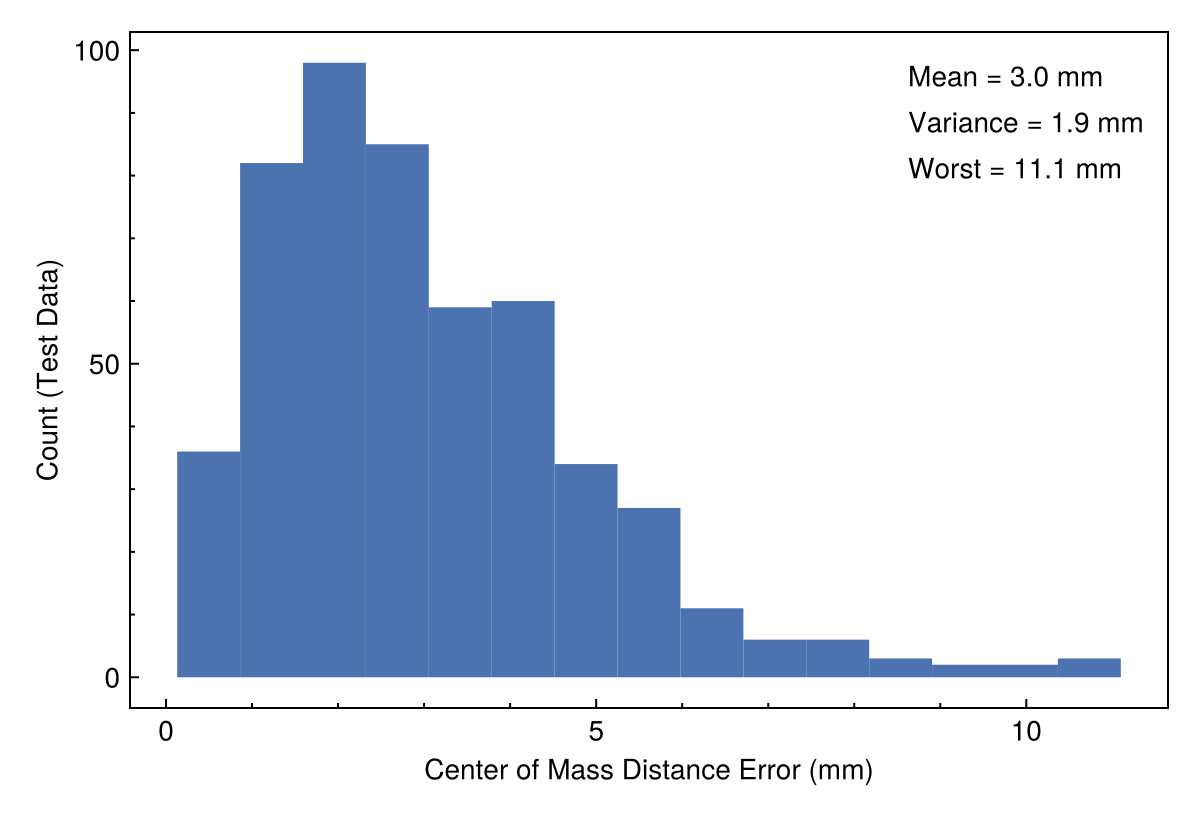 100
50
0
Count (Test Data)
Mean = 3.0 mm
Variance = 1.9 mm
Worst = 11.1 mm
0
5
10
Center of Mass Distance Error (mm)